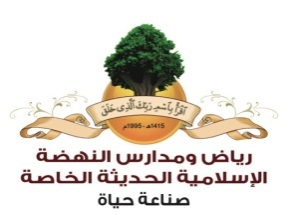 اقْرَأْ بِاسْمِ رَبِّكَ الَّذِي خَلَقَ
1415هـ -1995م
رياض ومدارس النهضة
الإسلامية الحديثة الخاصة
صناعة حياة